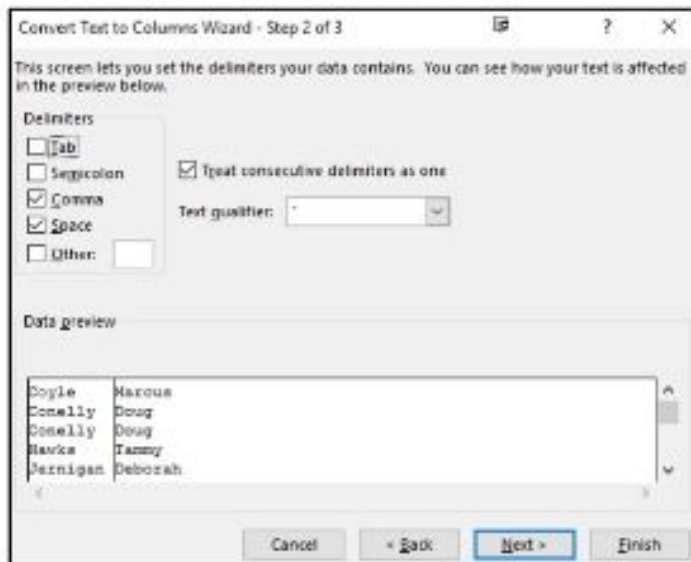 Convert Text to Columns Wizard - Step 2 of 3 ? ×
This screen lets you set the delimiters your data contains. You can see how your text is affected
in the preview below.
Delimiters
Tab
Semicolon
Comma
Space
Other:
Treat consecutive delimiters as one
Text qualifier: "
Data preview
Coyle Marcus
Conelly Doug
Conelly Doug
Hawks Tammy
Jernigan Deborah
Cancel < Back Next > Finish